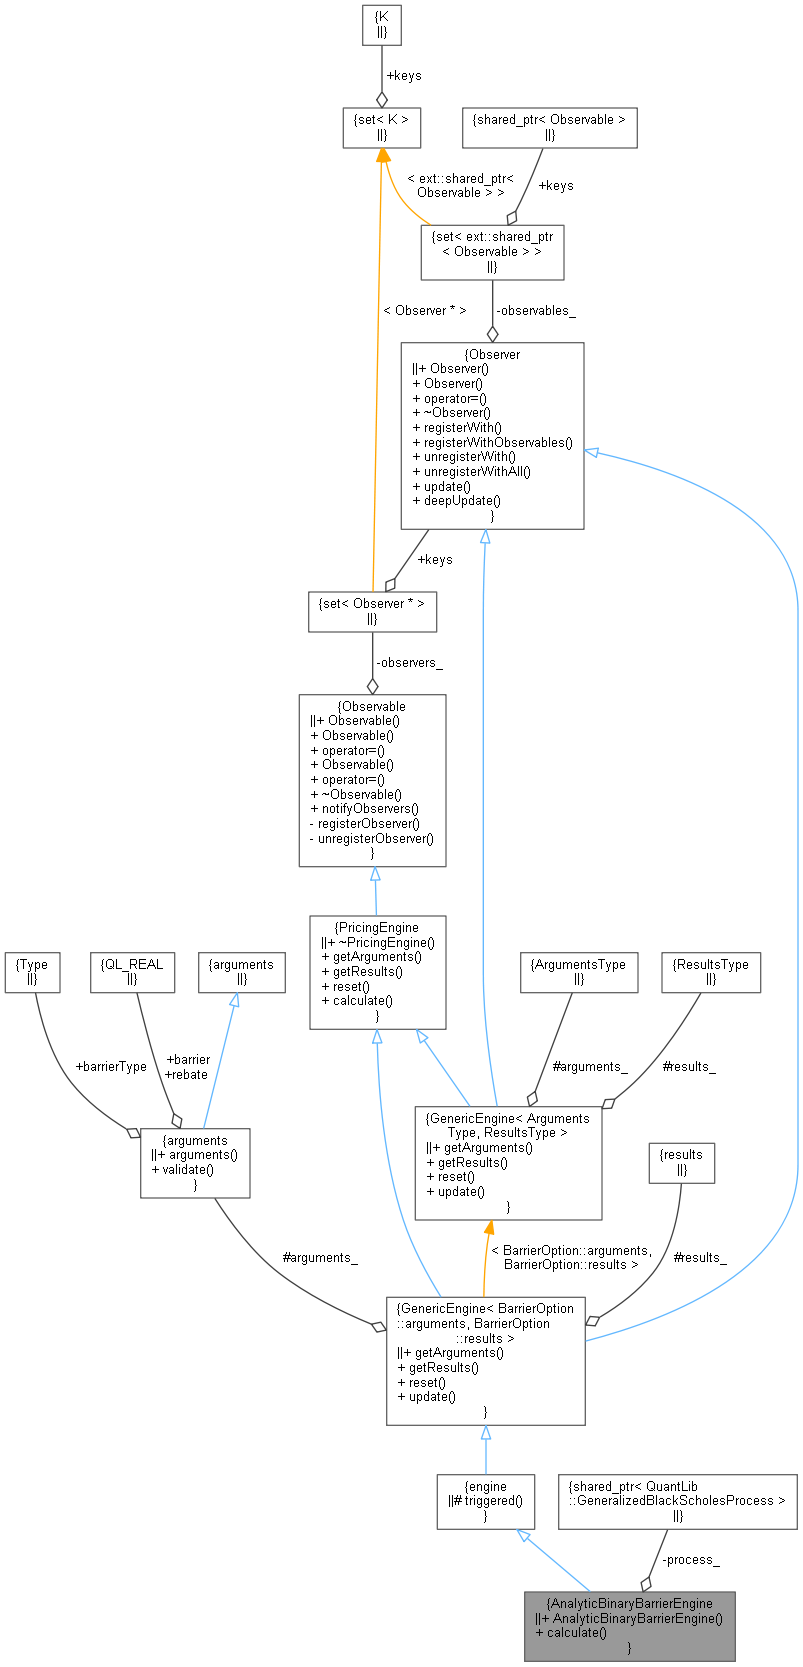 {K
||}
+keys
{set< K >
||}
{shared_ptr< Observable >
||}
< ext::shared_ptr<
Observable > >
+keys
{set< ext::shared_ptr
< Observable > >
||}
< Observer * >
-observables_
{Observer
||+ Observer()
+ Observer()
+ operator=()
+ ~Observer()
+ registerWith()
+ registerWithObservables()
+ unregisterWith()
+ unregisterWithAll()
+ update()
+ deepUpdate()
}
+keys
{set< Observer * >
||}
-observers_
{Observable
||+ Observable()
+ Observable()
+ operator=()
+ Observable()
+ operator=()
+ ~Observable()
+ notifyObservers()
- registerObserver()
- unregisterObserver()
}
{PricingEngine
||+ ~PricingEngine()
+ getArguments()
+ getResults()
+ reset()
+ calculate()
}
{Type
||}
{QL_REAL
||}
{arguments
||}
{ArgumentsType
||}
{ResultsType
||}
+barrierType
+barrier
+rebate
#arguments_
#results_
{arguments
||+ arguments()
+ validate()
}
{GenericEngine< Arguments
Type, ResultsType >
||+ getArguments()
+ getResults()
+ reset()
+ update()
}
{results
||}
#arguments_
< BarrierOption::arguments,
BarrierOption::results >
#results_
{GenericEngine< BarrierOption
::arguments, BarrierOption
::results >
||+ getArguments()
+ getResults()
+ reset()
+ update()
}
{engine
||# triggered()
}
{shared_ptr< QuantLib
::GeneralizedBlackScholesProcess >
||}
-process_
{AnalyticBinaryBarrierEngine
||+ AnalyticBinaryBarrierEngine()
+ calculate()
}